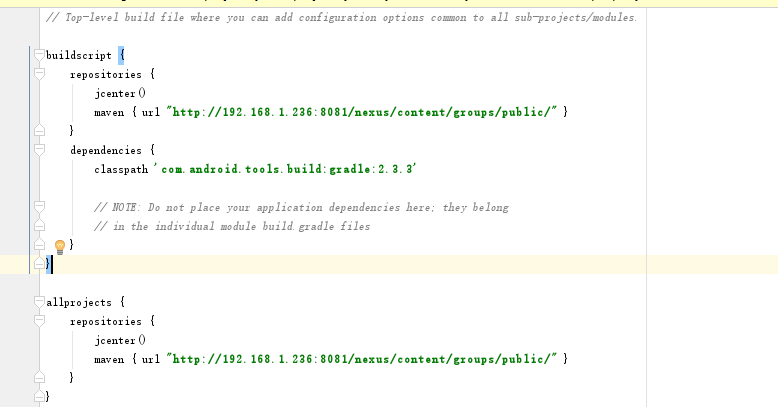 // Top-level build file where you can add configuration options common to all sub-projects/modules.
buildscript {
repositories {
jcenter()
maven { url "http://192.168.1.236:8081/nexus/content/groups/public/" }
}
dependencies {
classpath 'com.android.tools.build:gradle:2.3.3'
// NOTE: Do not place your application dependencies here; they belong
// in the individual module build.gradle files
}
}
allprojects {
repositories {
jcenter()
maven { url "http://192.168.1.236:8081/nexus/content/groups/public/" }
}
}